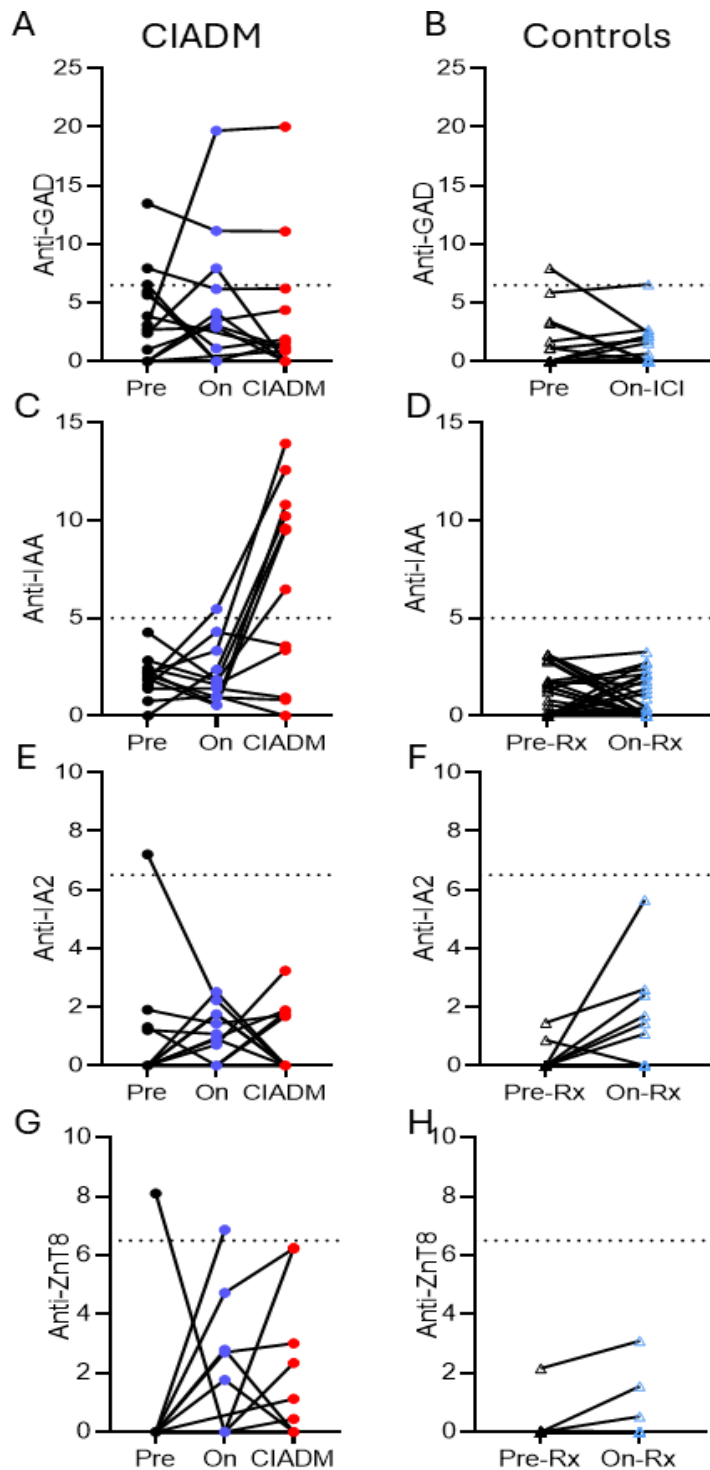 A CIADM B Controls
25
20
15
10
5
0
Anti-GAD
Pre On CIADM
25
20
15
10
5
0
Anti-GAD
Pre On-ICI
C
15
10
5
0
Anti-IAA
Pre On CIADM
D
15
10
5
0
Anti-IAA
Pre-Rx On-Rx
E
10
8
6
4
2
0
Anti-IA2
Pre On CIADM
F
10
8
6
4
2
0
Anti-IA2
Pre-Rx On-Rx
G
10
8
6
4
2
0
Anti-ZnT8
Pre On CIADM
H
10
8
6
4
2
0
Anti-ZnT8
Pre-Rx On-Rx